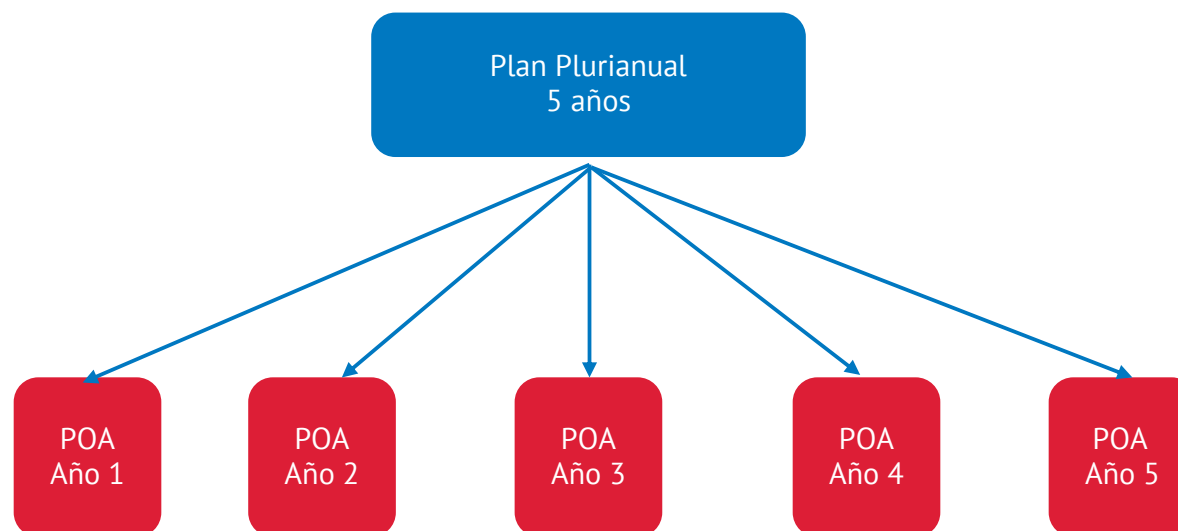 Plan Plurianual
5 años
POA
Año 1
POA
Año 2
POA
Año 3
POA
Año 4
POA
Año 5